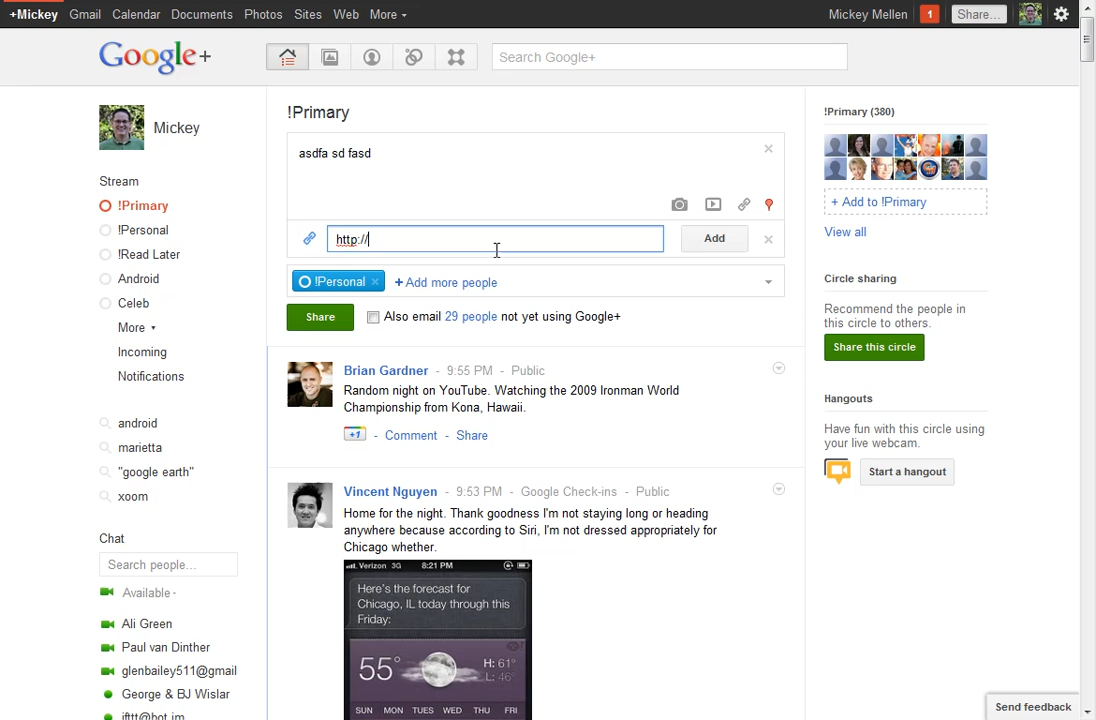 +Mickey Gmail Calendar Documents Photos Sites Web More Mickey Mellen 1 Share...
Google+ Search Google+
Mickey
Stream
!Primary
!Personal
!Read Later
Android
Celeb
More
Incoming
Notifications
android
marietta
"google earth"
xoom
Chat
Search people...
Available
Ali Green
Paul van Dinther
glenbailey511@gmail
George & BJ Wislar
ifttt@bot.im
!Primary
asdfa sd fasd
http:// Add
!Personal + Add more people
Share Also email 29 people not yet using Google+
Brian Gardner - 9:55 PM - Public
Random night on YouTube. Watching the 2009 Ironman World
Championship from Kona, Hawaii.
+1 - Comment - Share
Vincent Nguyen - 9:53 PM - Google Check-ins - Public
Home for the night. Thank goodness I'm not staying long or heading
anywhere because according to Siri, I'm not dressed appropriately for
Chicago whether.
Verizon 3G 8:21 PM
Here's the forecast for
Chicago, IL today through this
Friday:
55° H: 61°
L: 46°
SUN MON TUES WED THU FRI
!Primary (380)
+ Add to !Primary
View all
Circle sharing
Recommend the people in
this circle to others.
Share this circle
Hangouts
Have fun with this circle using
your live webcam.
Start a hangout
Send feedback